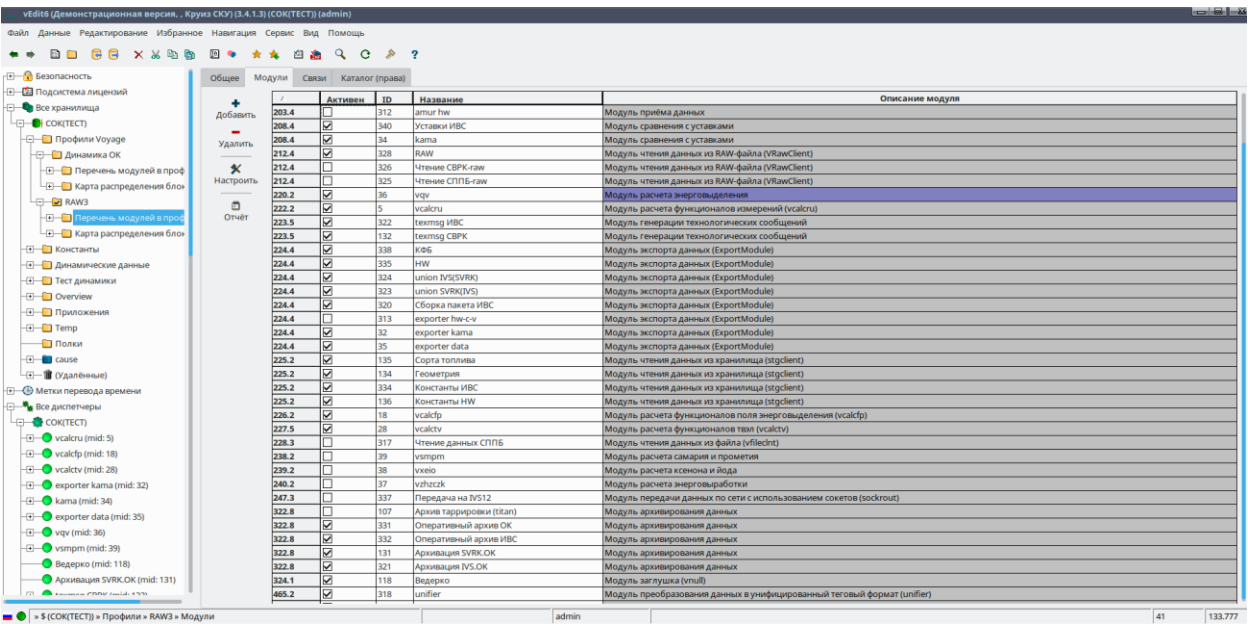 vEdit6 (Демонстрационная версия, , Круиз СКУ) (3.4.1.3) (СОК(ТЕСТ)) (admin)
Файл Данные Редактирование Избранное Навигация Сервис Вид Помощь
Безопасность
Подсистема лицензий
Все хранилища
СОК(ТЕСТ)
Профили Voyage
Динамика ОК
Перечень модулей в проф
Карта распределения блок
RAW3
Перечень модулей в проф
Карта распределения блок
Константы
Динамические данные
Тест динамики
Overview
Приложения
Temp
Полки
cause
(Удалённые)
Метки перевода времени
Все диспетчеры
СОК(ТЕСТ)
vcalcru (mid: 5)
vcalcfp (mid: 18)
vcalctv (mid: 28)
exporter kama (mid: 32)
kama (mid: 34)
exporter data (mid: 35)
vqv (mid: 36)
vsmpm (mid: 39)
Ведерко (mid: 118)
Архивация SVRK.OK (mid: 131)
texmsg СВРК (mid: 132)
Общее Модули Связи Каталог (права)
Добавить
Удалить
Настроить
Отчёт
/ Активен ID Название Описание модуля
203.4 312 amur hw Модуль приёма данных
208.4 340 Уставки ИВС Модуль сравнения с уставками
208.4 34 kama Модуль сравнения с уставками
212.4 328 RAW Модуль чтения данных из RAW-файла (VRawClient)
212.4 326 Чтение СВРК-raw Модуль чтения данных из RAW-файла (VRawClient)
212.4 325 Чтение СППБ-raw Модуль чтения данных из RAW-файла (VRawClient)
220.2 36 vqv Модуль расчета энерговыделения
222.2 5 vcalcru Модуль расчета функционалов измерений (vcalcru)
223.5 322 texmsg ИВС Модуль генерации технологических сообщений
223.5 132 texmsg СВРК Модуль генерации технологических сообщений
224.4 338 КФБ Модуль экспорта данных (ExportModule)
224.4 335 HW Модуль экспорта данных (ExportModule)
224.4 324 union IVS(SVRK) Модуль экспорта данных (ExportModule)
224.4 323 union SVRK(IVS) Модуль экспорта данных (ExportModule)
224.4 320 Сборка пакета ИВС Модуль экспорта данных (ExportModule)
224.4 313 exporter hw-c-v Модуль экспорта данных (ExportModule)
224.4 32 exporter kama Модуль экспорта данных (ExportModule)
224.4 35 exporter data Модуль экспорта данных (ExportModule)
225.2 135 Сорта топлива Модуль чтения данных из хранилища (stgclient)
225.2 134 Геометрия Модуль чтения данных из хранилища (stgclient)
225.2 334 Константы ИВС Модуль чтения данных из хранилища (stgclient)
225.2 136 Константы HW Модуль чтения данных из хранилища (stgclient)
226.2 18 vcalcfp Модуль расчета функционалов поля энерговыделения (vcalcfp)
227.5 28 vcalctv Модуль расчета функционалов твэл (vcalctv)
228.3 317 Чтение данных СППБ Модуль чтения данных из файла (vfileclnt)
238.2 39 vsmpm Модуль расчета самария и прометия
239.2 38 vxeio Модуль расчета ксенона и йода
240.2 37 vzhzczk Модуль расчета энерговыработки
247.3 337 Передача на IVS12 Модуль передачи данных по сети с использованием сокетов (sockrout)
322.8 107 Архив таррировки (titan) Модуль архивирования данных
322.8 331 Оперативный архив ОК Модуль архивирования данных
322.8 332 Оперативный архив ИВС Модуль архивирования данных
322.8 131 Архивация SVRK.OK Модуль архивирования данных
322.8 321 Архивация IVS.OK Модуль архивирования данных
324.1 118 Ведерко Модуль заглушка (vnull)
465.2 318 unifier Модуль преобразования данных в унифицированный теговый формат (unifier)
» $ (СОК(ТЕСТ)) » Профили » RAW3 » Модули admin 41 133.777